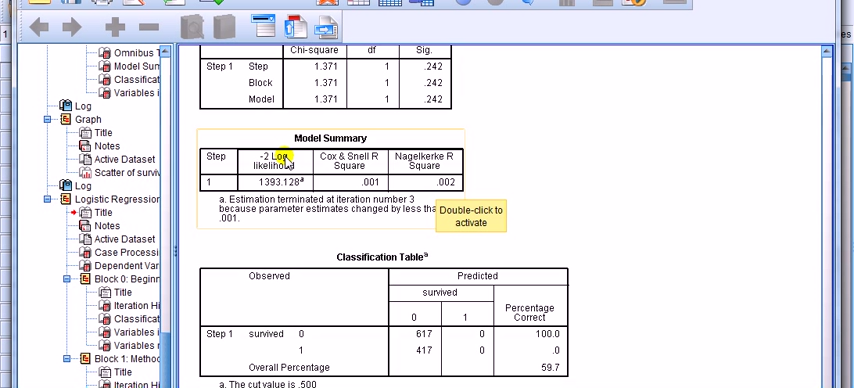 Omnibus T
Model Sum
Classificat
Variables i
Log
Graph
Title
Notes
Active Dataset
Scatter of surviv
Log
Logistic Regression
Title
Notes
Active Dataset
Case Processi
Dependent Var
Block 0: Beginn
Title
Iteration Hi
Classificat
Variables i
Variables n
Block 1: Metho
Title
Iteration Hi
Chi-square df Sig.
Step 1 Step 1.371 1 .242
Block 1.371 1 .242
Model 1.371 1 .242
Model Summary
Step -2 Log likelihood Cox & Snell R Square Nagelkerke R Square
1 1393.128a .001 .002
a. Estimation terminated at iteration number 3
because parameter estimates changed by less tha
.001.
Double-click to
activate
Classification Tablea
Observed Predicted
survived Percentage Correct
0 1
Step 1 survived 0 617 0 100.0
1 417 0 .0
Overall Percentage 59.7
a. The cut value is .500